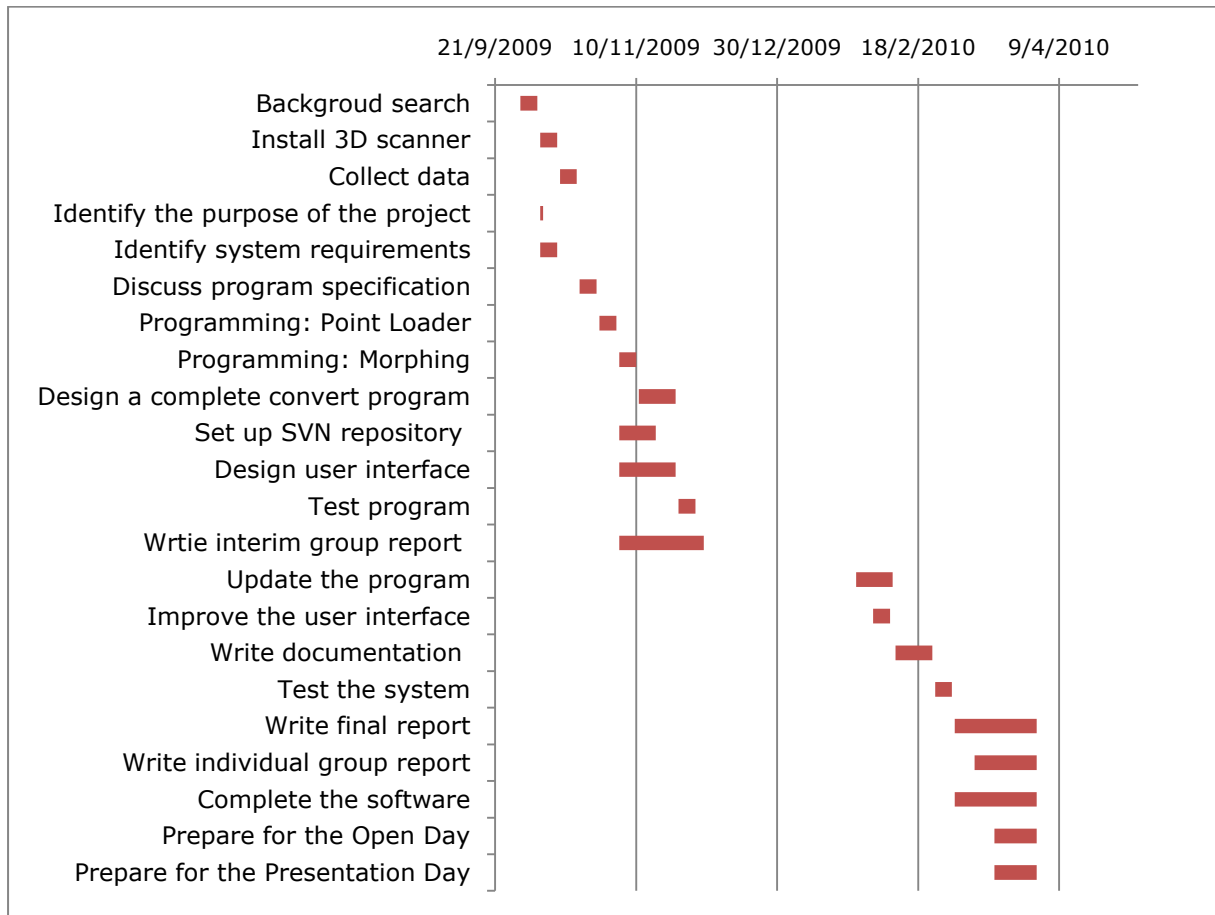 21/9/2009 10/11/2009 30/12/2009 18/2/2010 9/4/2010
Backgroud search
Install 3D scanner
Collect data
Identify the purpose of the project
Identify system requirements
Discuss program specification
Programming: Point Loader
Programming: Morphing
Design a complete convert program
Set up SVN repository
Design user interface
Test program
Wrtie interim group report
Update the program
Improve the user interface
Write documentation
Test the system
Write final report
Write individual group report
Complete the software
Prepare for the Open Day
Prepare for the Presentation Day